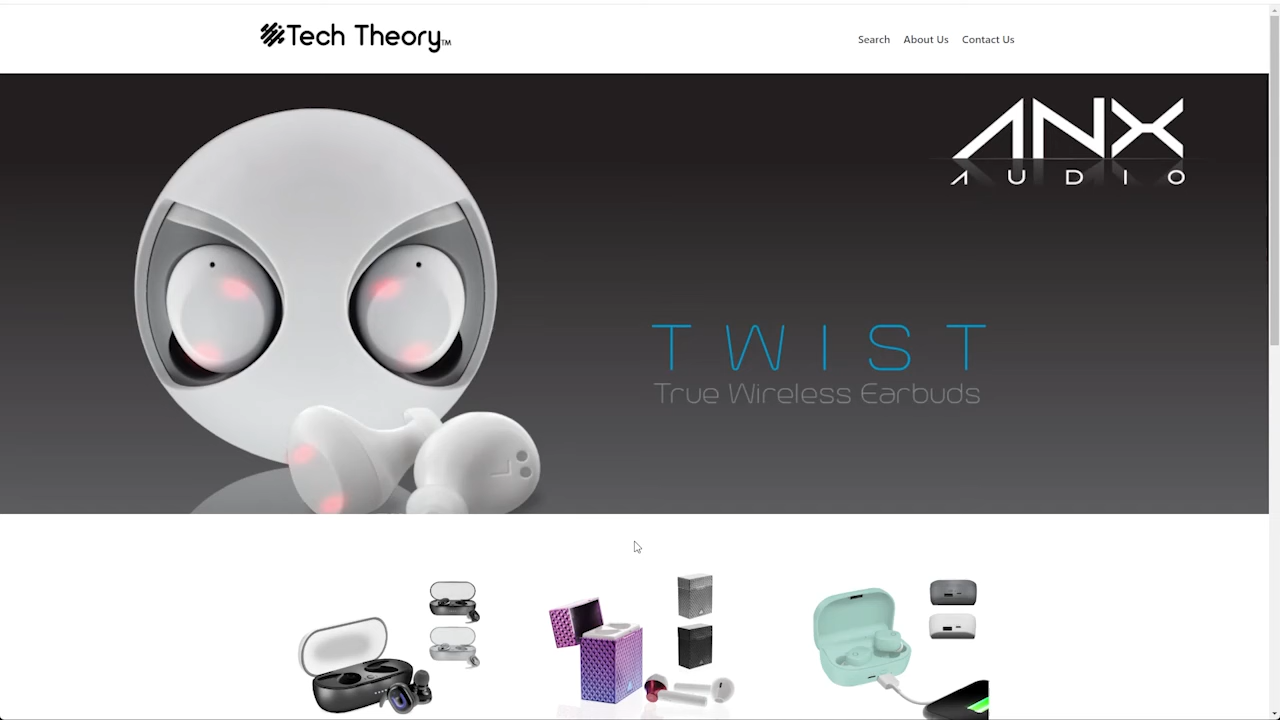 Tech Theory™
Search
About Us
Contact Us
ANX
AUDIO
TWIST
True Wireless Earbuds
L